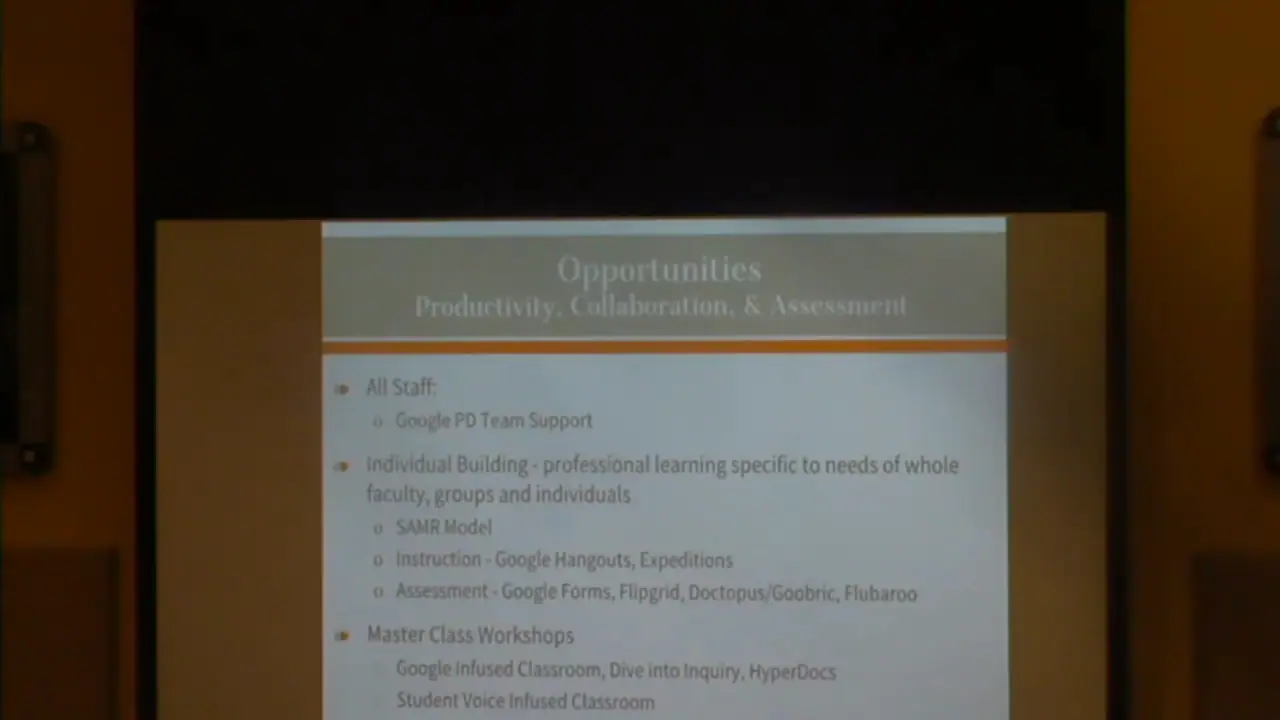 Opportunities
Productivity, Collaboration, & Assessment
All Staff:
Google PD Team Support
Individual Building - professional learning specific to needs of whole
faculty, groups and individuals
SAMR Model
Instruction - Google Hangouts, Expeditions
Assessment - Google Forms, Flipgrid, Doctopus/Goobric, Flubaroo
Master Class Workshops
Google Infused Classroom, Dive into Inquiry, HyperDocs
Student Voice Infused Classroom